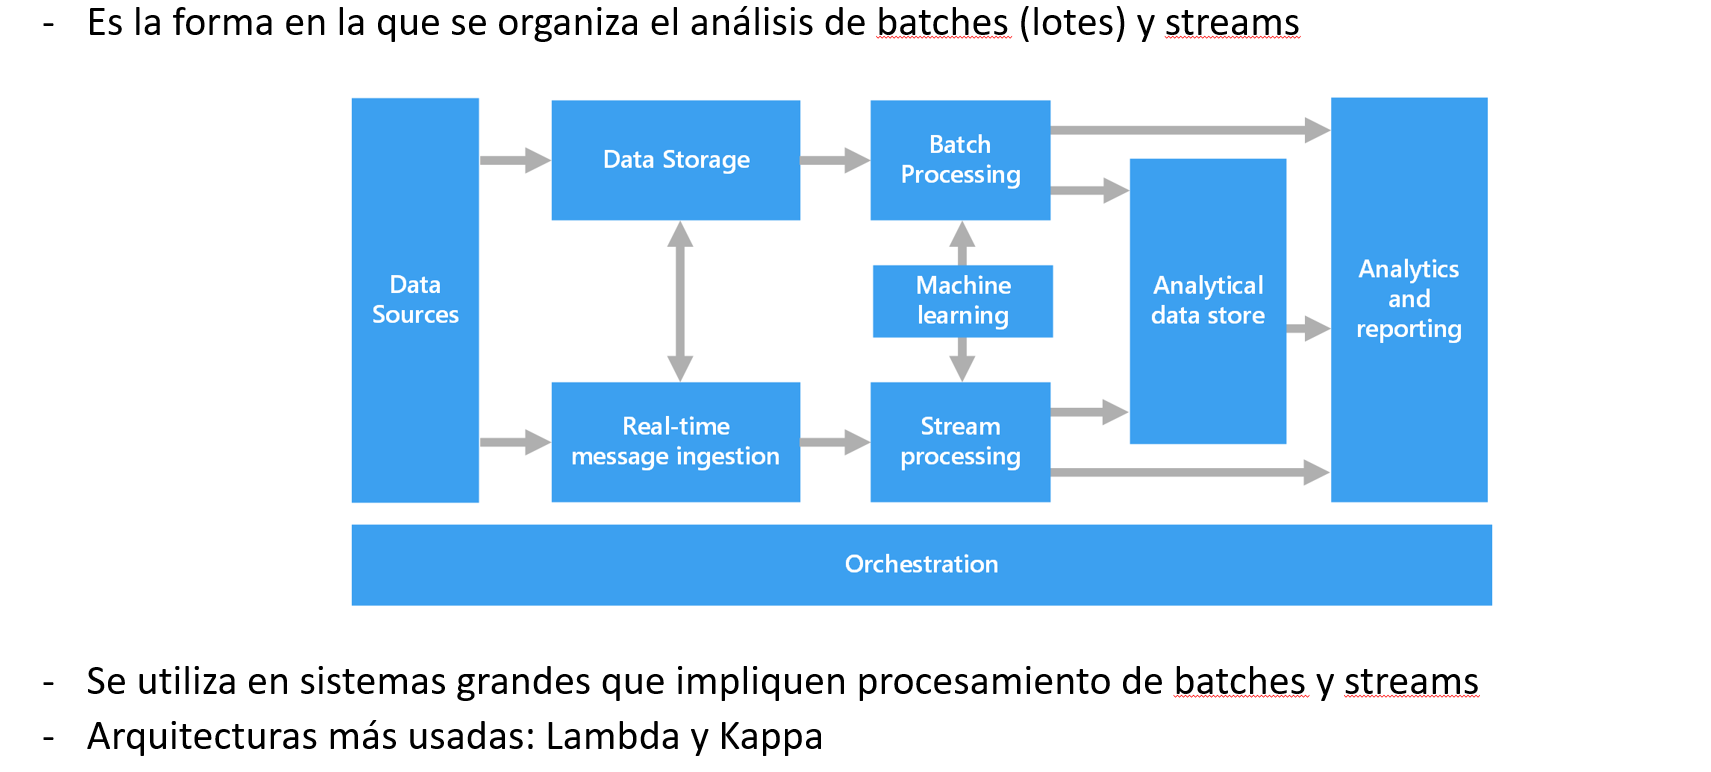 - Es la forma en la que se organiza el análisis de batches (lotes) y streams
Data
Sources
Data Storage
Real-time
message ingestion
Batch
Processing
Machine
learning
Stream
processing
Analytical
data store
Analytics
and
reporting
Orchestration
- Se utiliza en sistemas grandes que impliquen procesamiento de batches y streams
- Arquitecturas más usadas: Lambda y Kappa